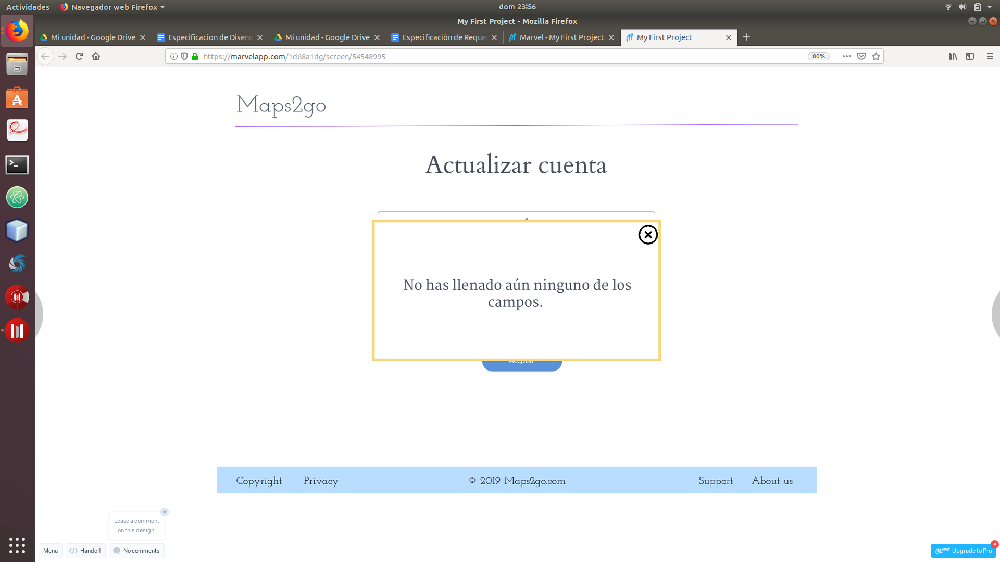 Actividades
Navegador web Firefox
dom 23:56
My First Project - Mozilla Firefox
Mi unidad - Google Drive
Especificacion de Diseño
Mi unidad - Google Drive
Especificación de Reque
Marvel - My First Project
My First Project
https://marvelapp.com/1d68a1dg/screen/54548995
80%
Maps2go
Actualizar cuenta
No has llenado aún ninguno de los
campos.
Aceptar
Copyright
Privacy
© 2019 Maps2go.com
Support
About us
Leave a comment
on this design!
Menu
Handoff
No comments
Marvel
Upgrade to Pro